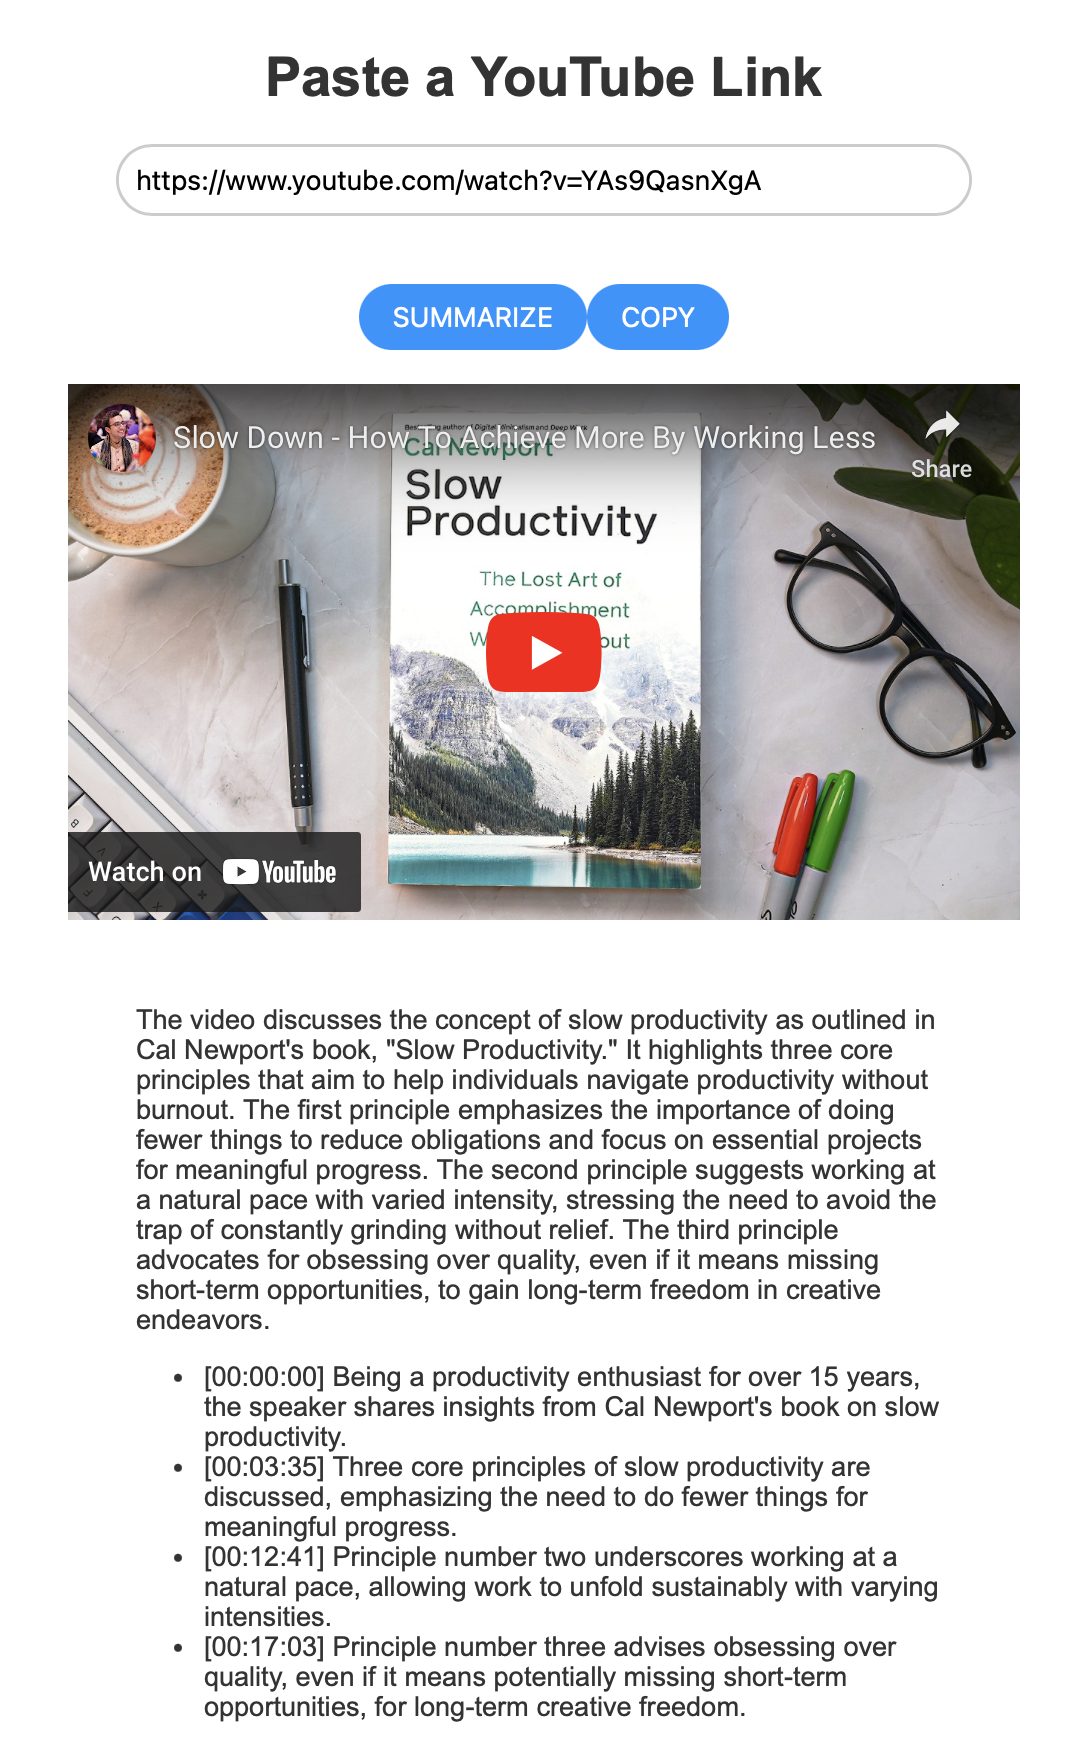 Paste a YouTube Link
https://www.youtube.com/watch?v=YAs9QasnXgA
SUMMARIZE
COPY
Slow Down - How To Achieve More By Working Less
Share
Bestselling author of Digital Minimalism and Deep Work
Cal Newport
Slow
Productivity
The Lost Art of
Accomplishment
out
Watch on YouTube
The video discusses the concept of slow productivity as outlined in
Cal Newport's book, "Slow Productivity." It highlights three core
principles that aim to help individuals navigate productivity without
burnout. The first principle emphasizes the importance of doing
fewer things to reduce obligations and focus on essential projects
for meaningful progress. The second principle suggests working at
a natural pace with varied intensity, stressing the need to avoid the
trap of constantly grinding without relief. The third principle
advocates for obsessing over quality, even if it means missing
short-term opportunities, to gain long-term freedom in creative
endeavors.
• [00:00:00] Being a productivity enthusiast for over 15 years,
the speaker shares insights from Cal Newport's book on slow
productivity.
• [00:03:35] Three core principles of slow productivity are
discussed, emphasizing the need to do fewer things for
meaningful progress.
• [00:12:41] Principle number two underscores working at a
natural pace, allowing work to unfold sustainably with varying
intensities.
• [00:17:03] Principle number three advises obsessing over
quality, even if it means potentially missing short-term
opportunities, for long-term creative freedom.